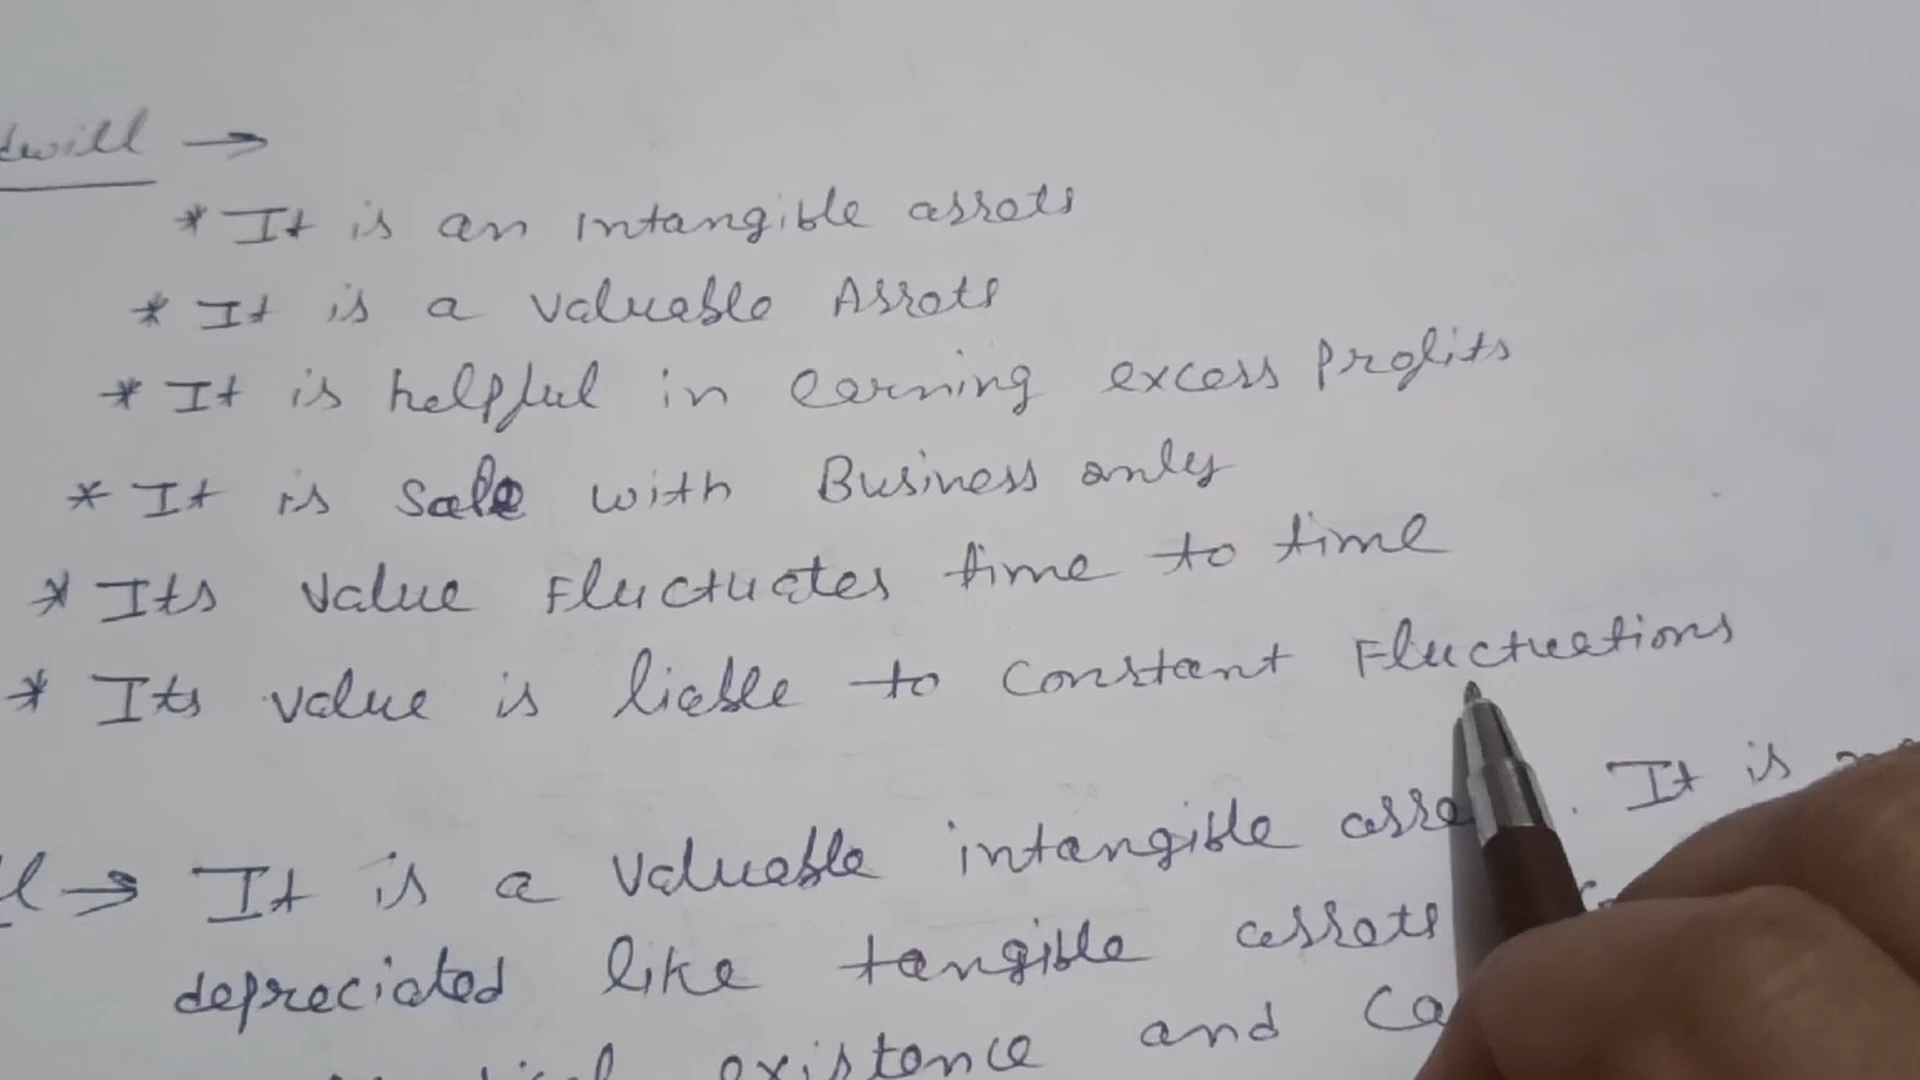 dwill →
* It is an intangible assets
* It is a valuable Assets
* It is helpful in earning excess profits
* It is Sale with Business only
* Its value Fluctuates time to time
* Its value is liable to constant Fluctuations
l → It is a valuable intangible asse . It is
depreciated like tangible assets
existence and Ca